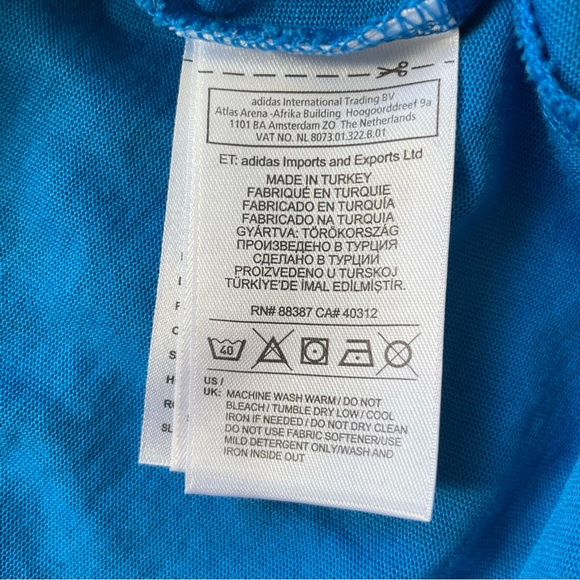 adidas International Trading BV
Atlas Arena -Afrika Building Hoogoorddreef 9a
1101 BA Amsterdam ZO The Netherlands
VAT NO. NL 8073.01.322.B.01
ET: adidas Imports and Exports Ltd
MADE IN TURKEY
FABRIQUÉ EN TURQUIE
FABRICADO EN TURQUÍA
FABRICADO NA TURQUIA
GYÁRTVA: TÖRÖKORSZÁG
ПРОИЗВЕДЕНО В ТУРЦИЯ
СДЕЛАНО В ТУРЦИИ
PROIZVEDENO U TURSKOJ
TÜRKİYE'DE İMAL EDİLMİŞTİR.
RN# 88387 CA# 40312
40
US /
UK: MACHINE WASH WARM / DO NOT
BLEACH / TUMBLE DRY LOW / COOL
IRON IF NEEDED / DO NOT DRY CLEAN
DO NOT USE FABRIC SOFTENER/USE
MILD DETERGENT ONLY/WASH AND
IRON INSIDE OUT